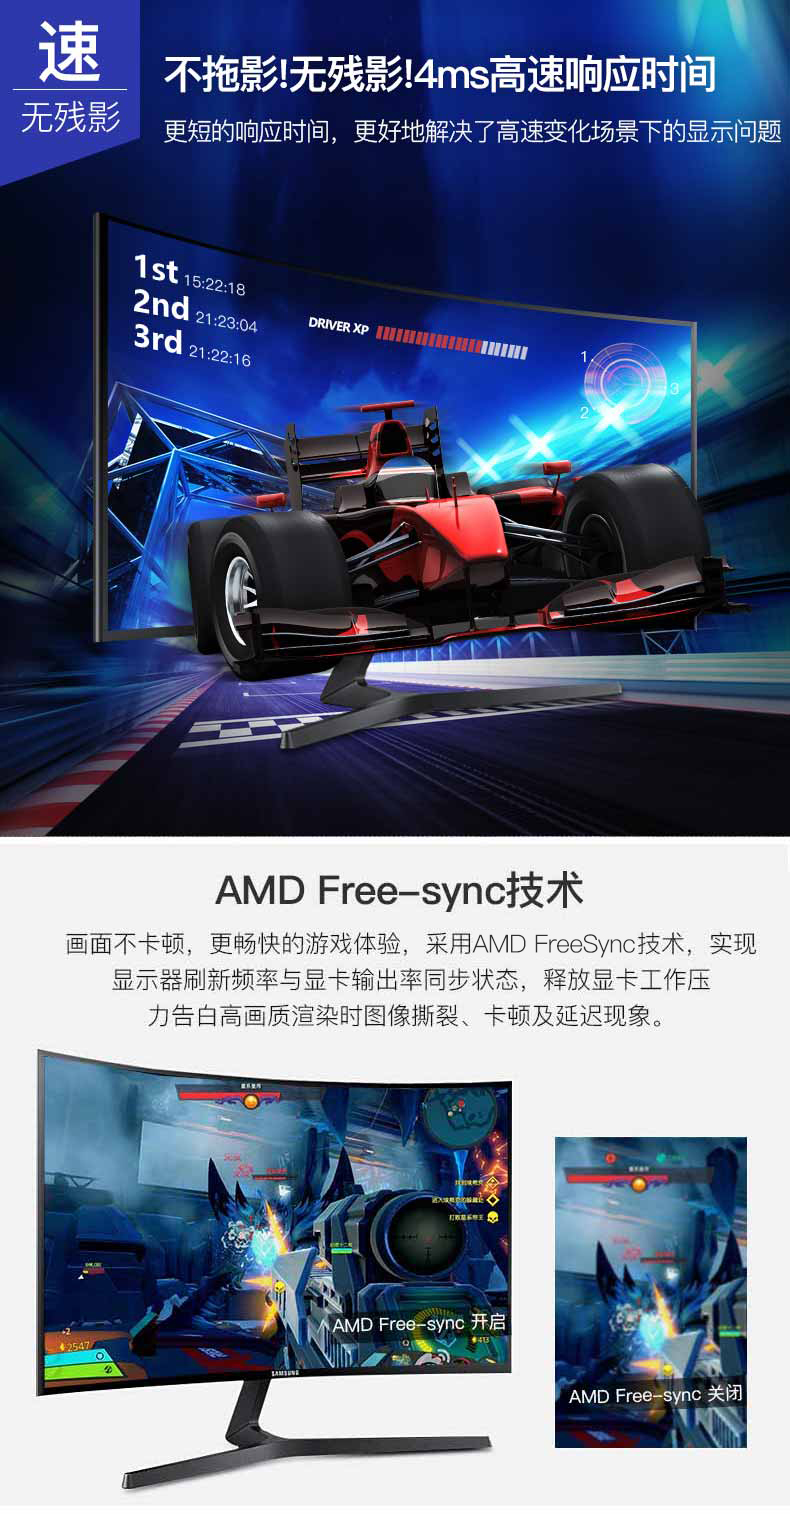 速
无残影
不拖影!无残影!4ms高速响应时间
更短的响应时间，更好地解决了高速变化场景下的显示问题
1st 15:22:18
2nd 21:23:04
3rd 21:22:16
DRIVER XP
1
2
3
AMD Free-sync技术
画面不卡顿，更畅快的游戏体验，采用AMD FreeSync技术，实现
显示器刷新频率与显卡输出率同步状态，释放显卡工作压
力告白高画质渲染时图像撕裂、卡顿及延迟现象。
AMD Free-sync 开启
+2
2547
413
SAMSUNG
AMD Free-sync 关闭